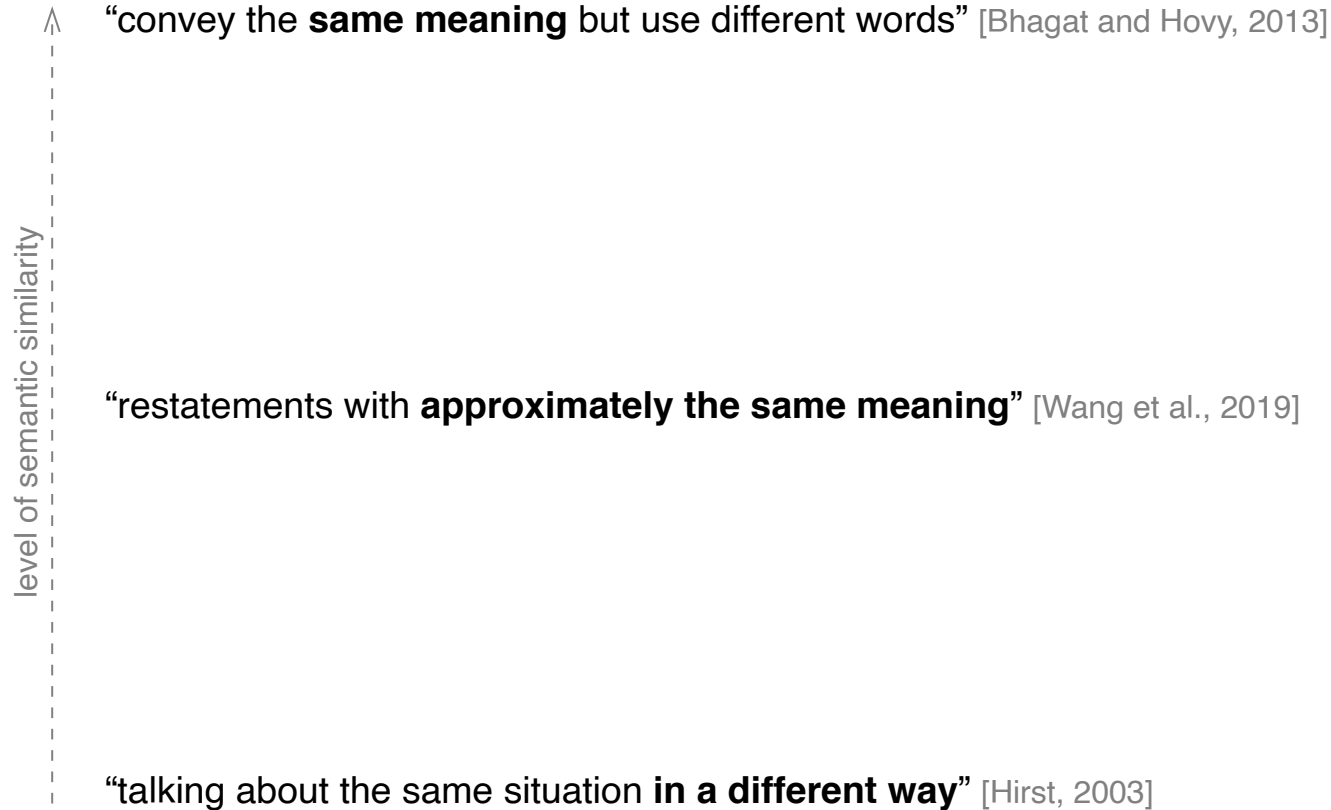 “convey the same meaning but use different words” [Bhagat and Hovy, 2013]
level of semantic similarity
“restatements with approximately the same meaning” [Wang et al., 2019]
“talking about the same situation in a different way” [Hirst, 2003]